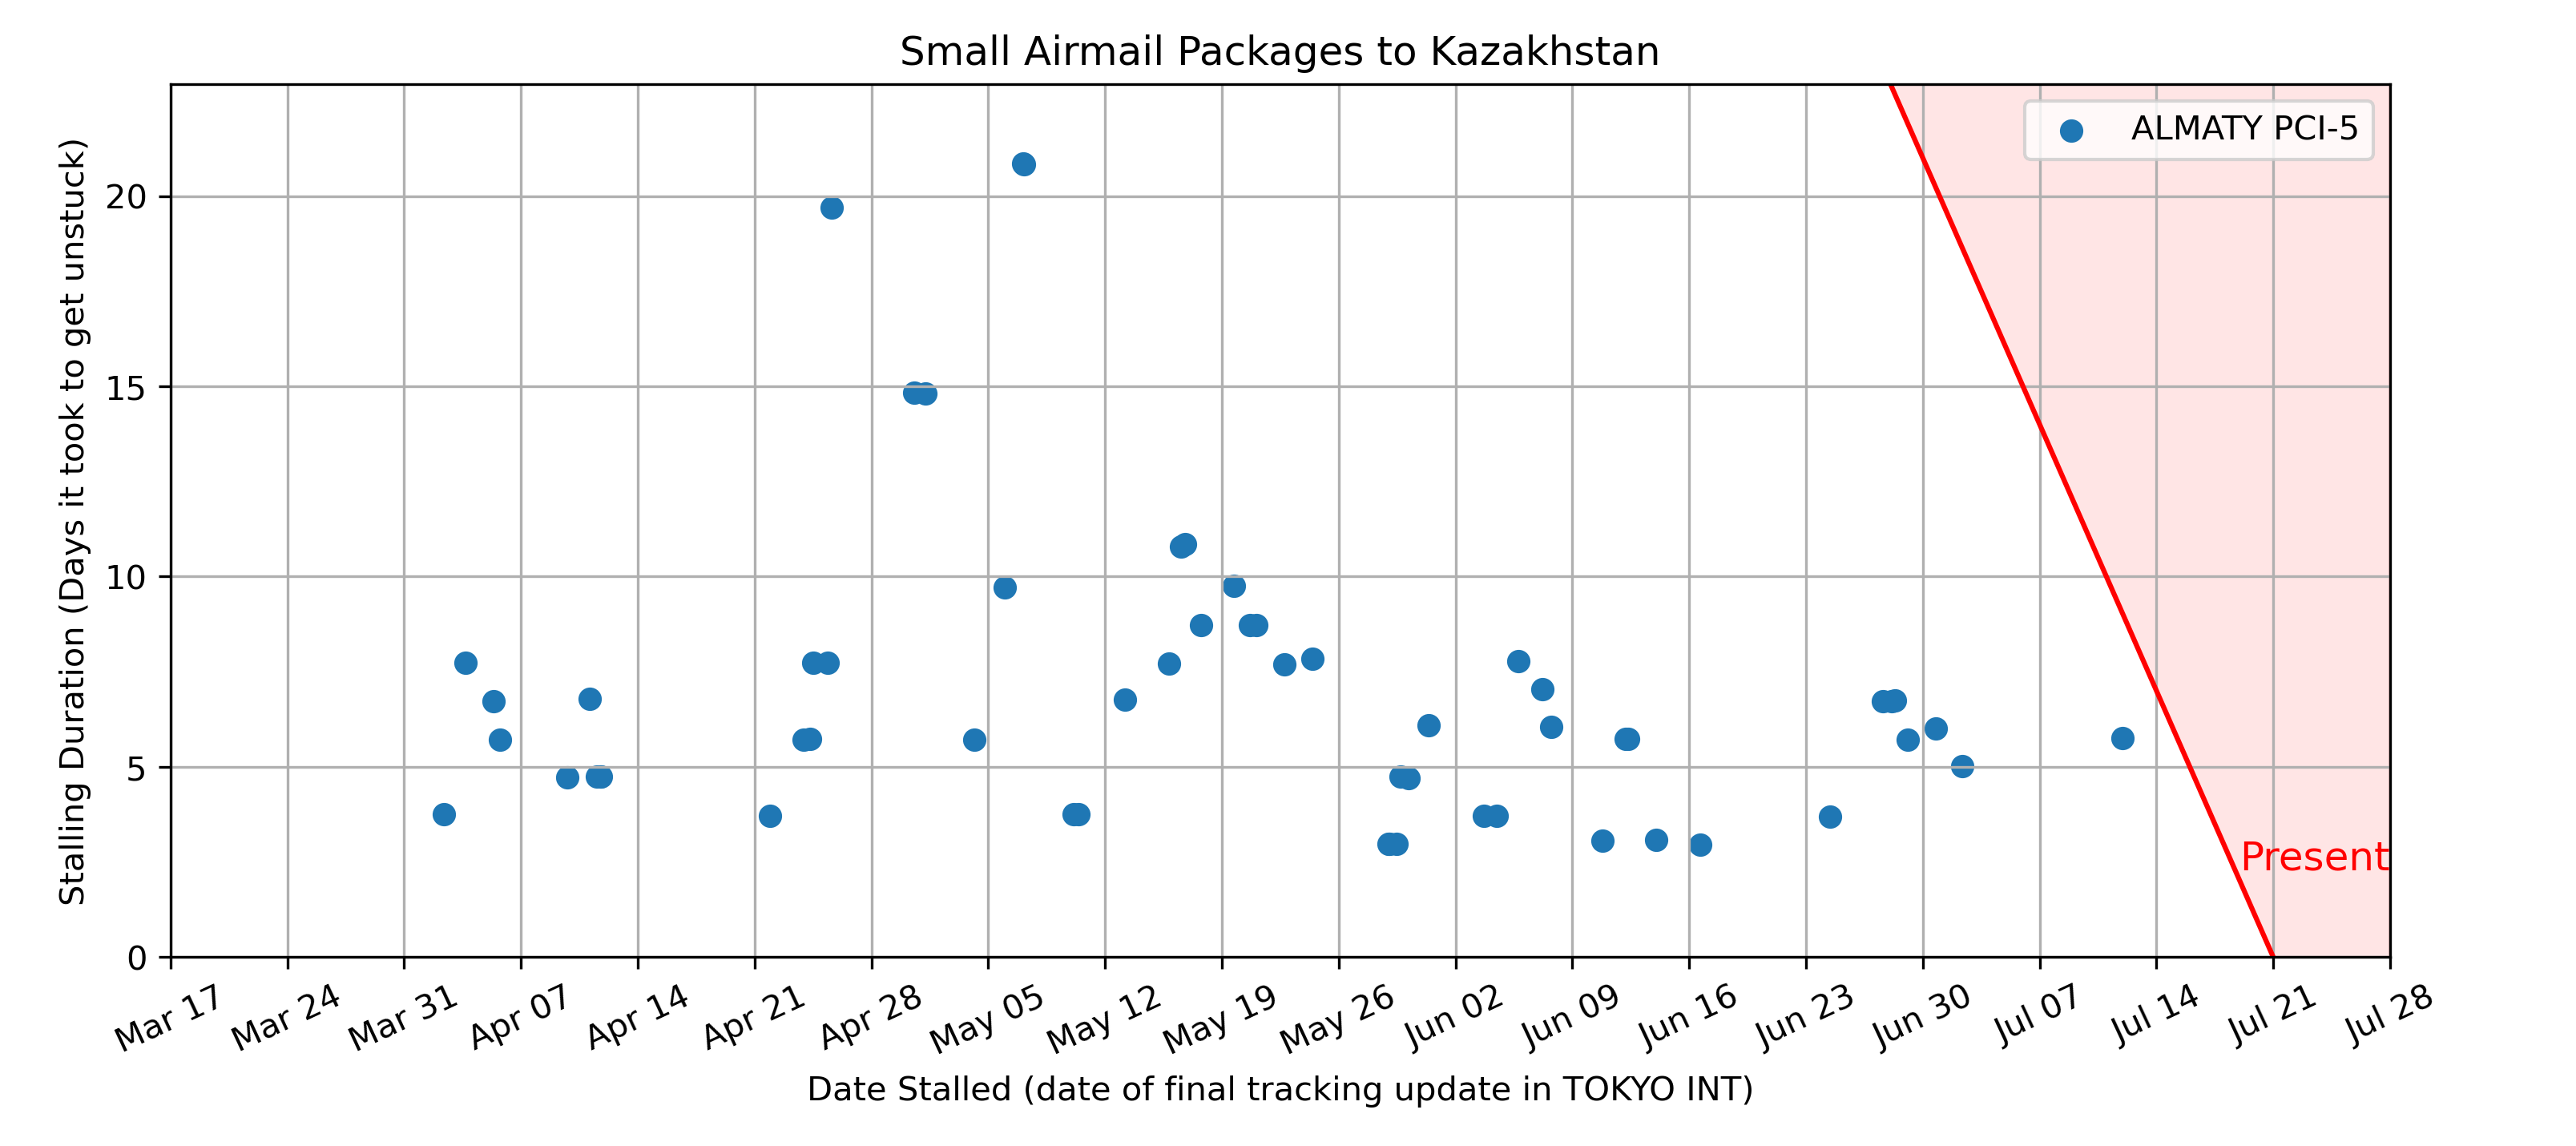 Small Airmail Packages to Kazakhstan
ALMATY PCI-5
Stalling Duration (Days it took to get unstuck)
20
15
10
5
0
Present
Mar 17
Mar 24
Mar 31
Apr 07
Apr 14
Apr 21
Apr 28
May 05
May 12
May 19
May 26
Jun 02
Jun 09
Jun 16
Jun 23
Jun 30
Jul 07
Jul 14
Jul 21
Jul 28
Date Stalled (date of final tracking update in TOKYO INT)